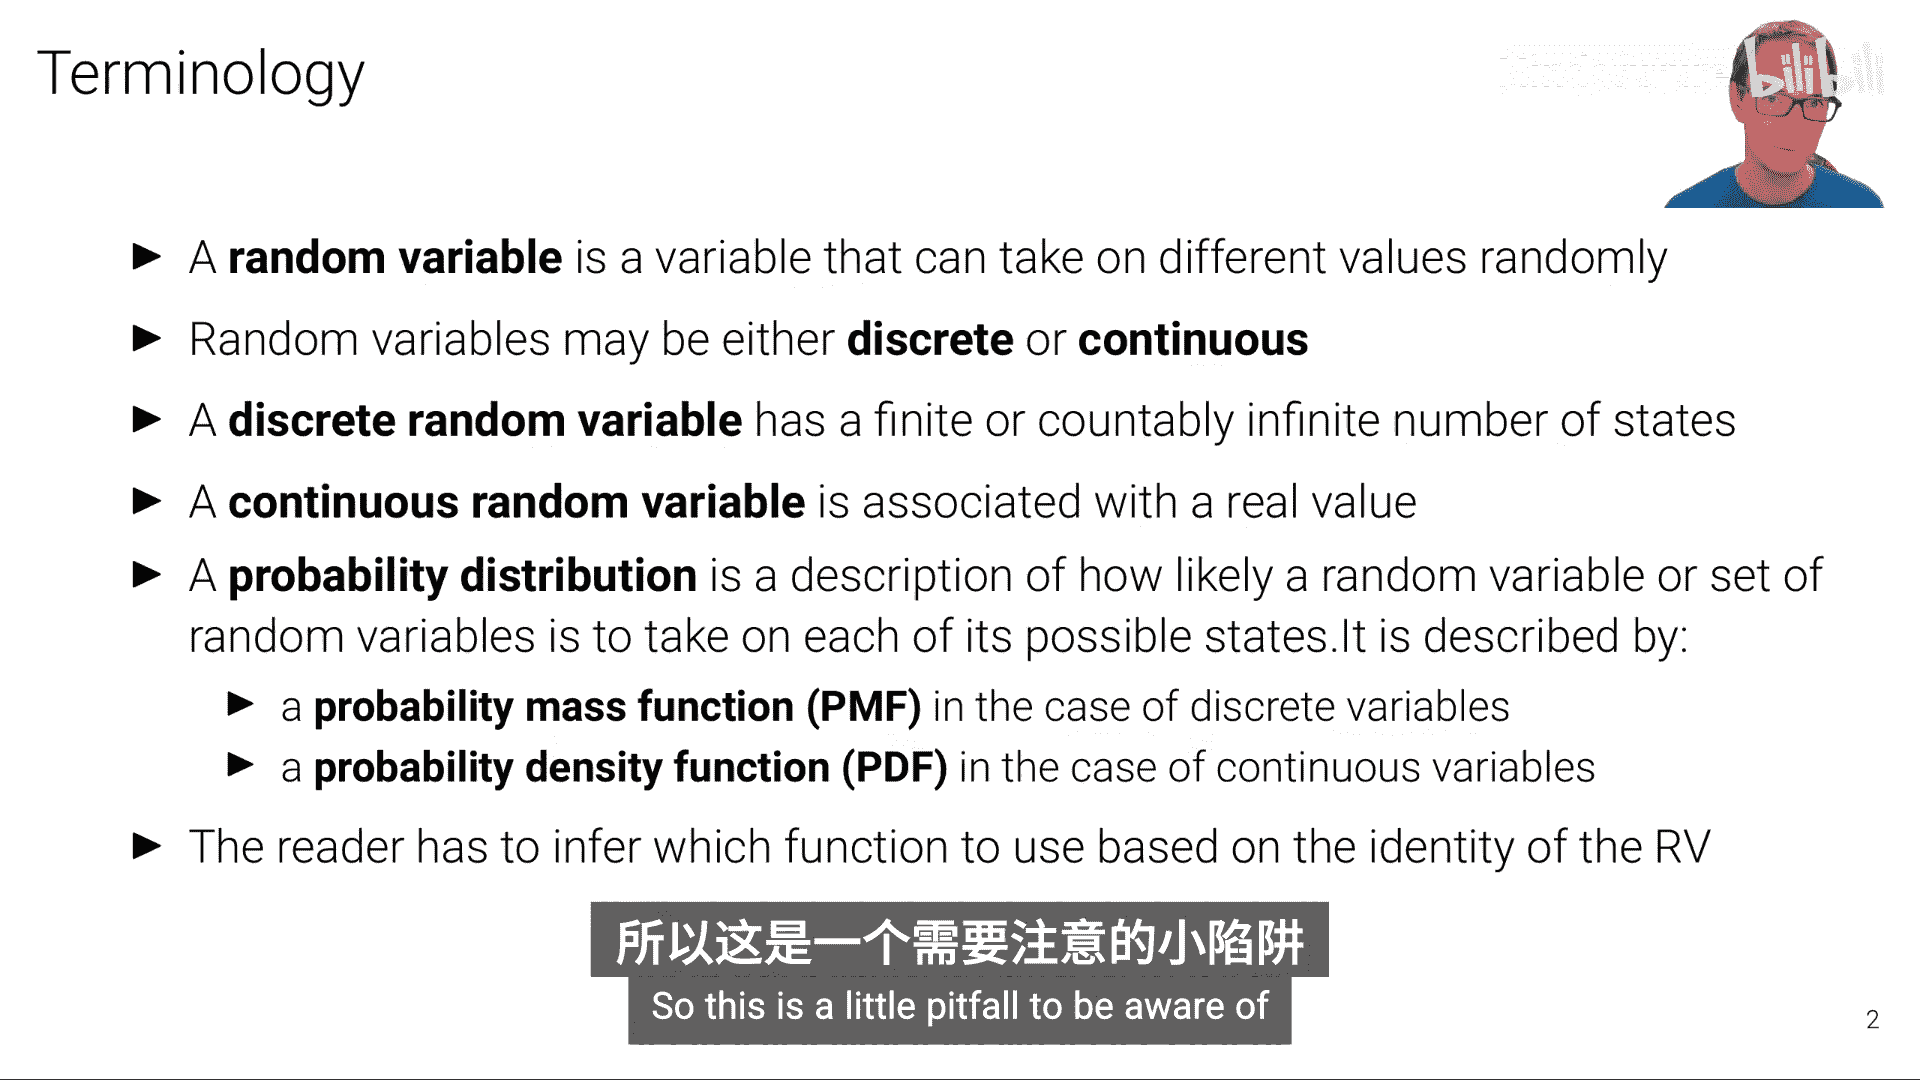 Terminology
bilibili
► A random variable is a variable that can take on different values randomly
► Random variables may be either discrete or continuous
► A discrete random variable has a finite or countably infinite number of states
► A continuous random variable is associated with a real value
► A probability distribution is a description of how likely a random variable or set of
random variables is to take on each of its possible states.It is described by:
► a probability mass function (PMF) in the case of discrete variables
► a probability density function (PDF) in the case of continuous variables
► The reader has to infer which function to use based on the identity of the RV
所以这是一个需要注意的小陷阱
So this is a little pitfall to be aware of
2